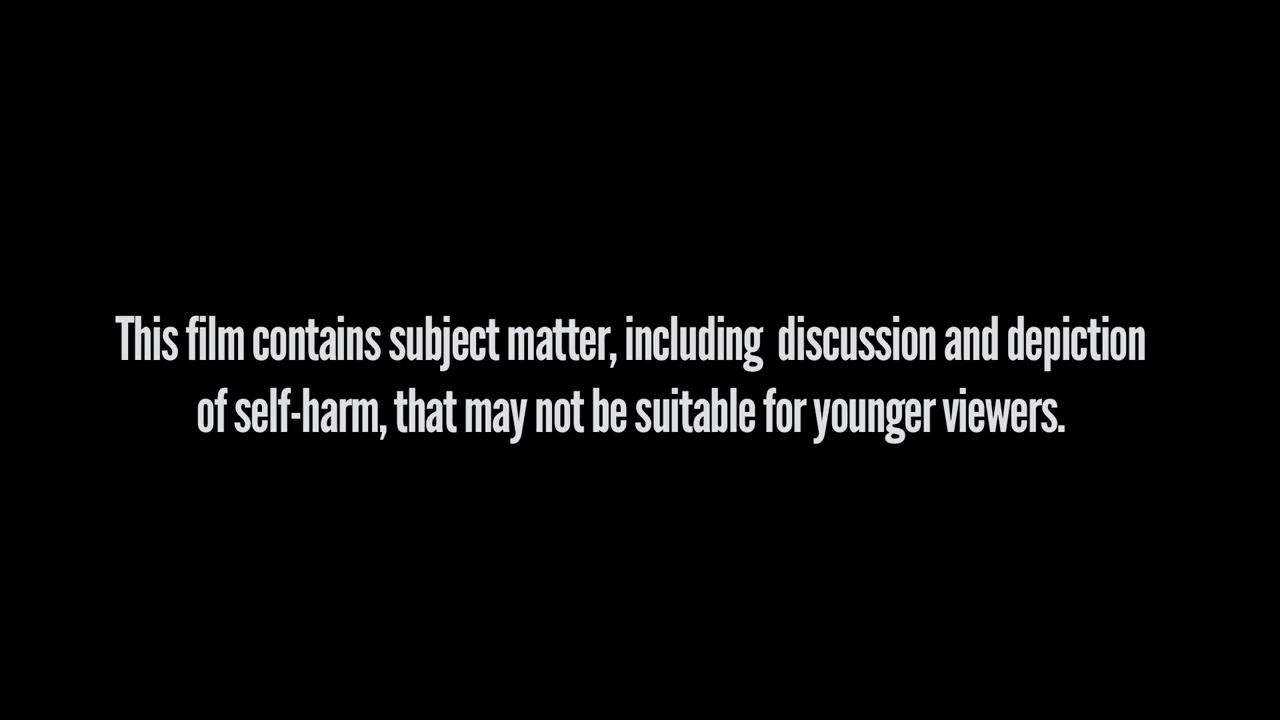 This film contains subject matter, including  discussion and depiction
of self-harm, that may not be suitable for younger viewers.